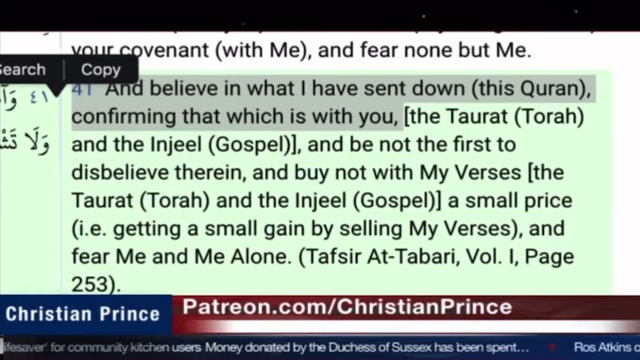 your covenant (with Me), and fear none but Me.
Search Copy
41 And believe in what I have sent down (this Quran),
٤١
confirming that which is with you, [the Taurat (Torah)
وَلَا
and the Injeel (Gospel)], and be not the first to
disbelieve therein, and buy not with My Verses [the
Taurat (Torah) and the Injeel (Gospel)] a small price
(i.e. getting a small gain by selling My Verses), and
fear Me and Me Alone. (Tafsir At-Tabari, Vol. I, Page
253).
Christian Prince
Patreon.com/ChristianPrince
lifesaver' for community kitchen users Money donated by the Duchess of Sussex has been spent... Ros Atkins o